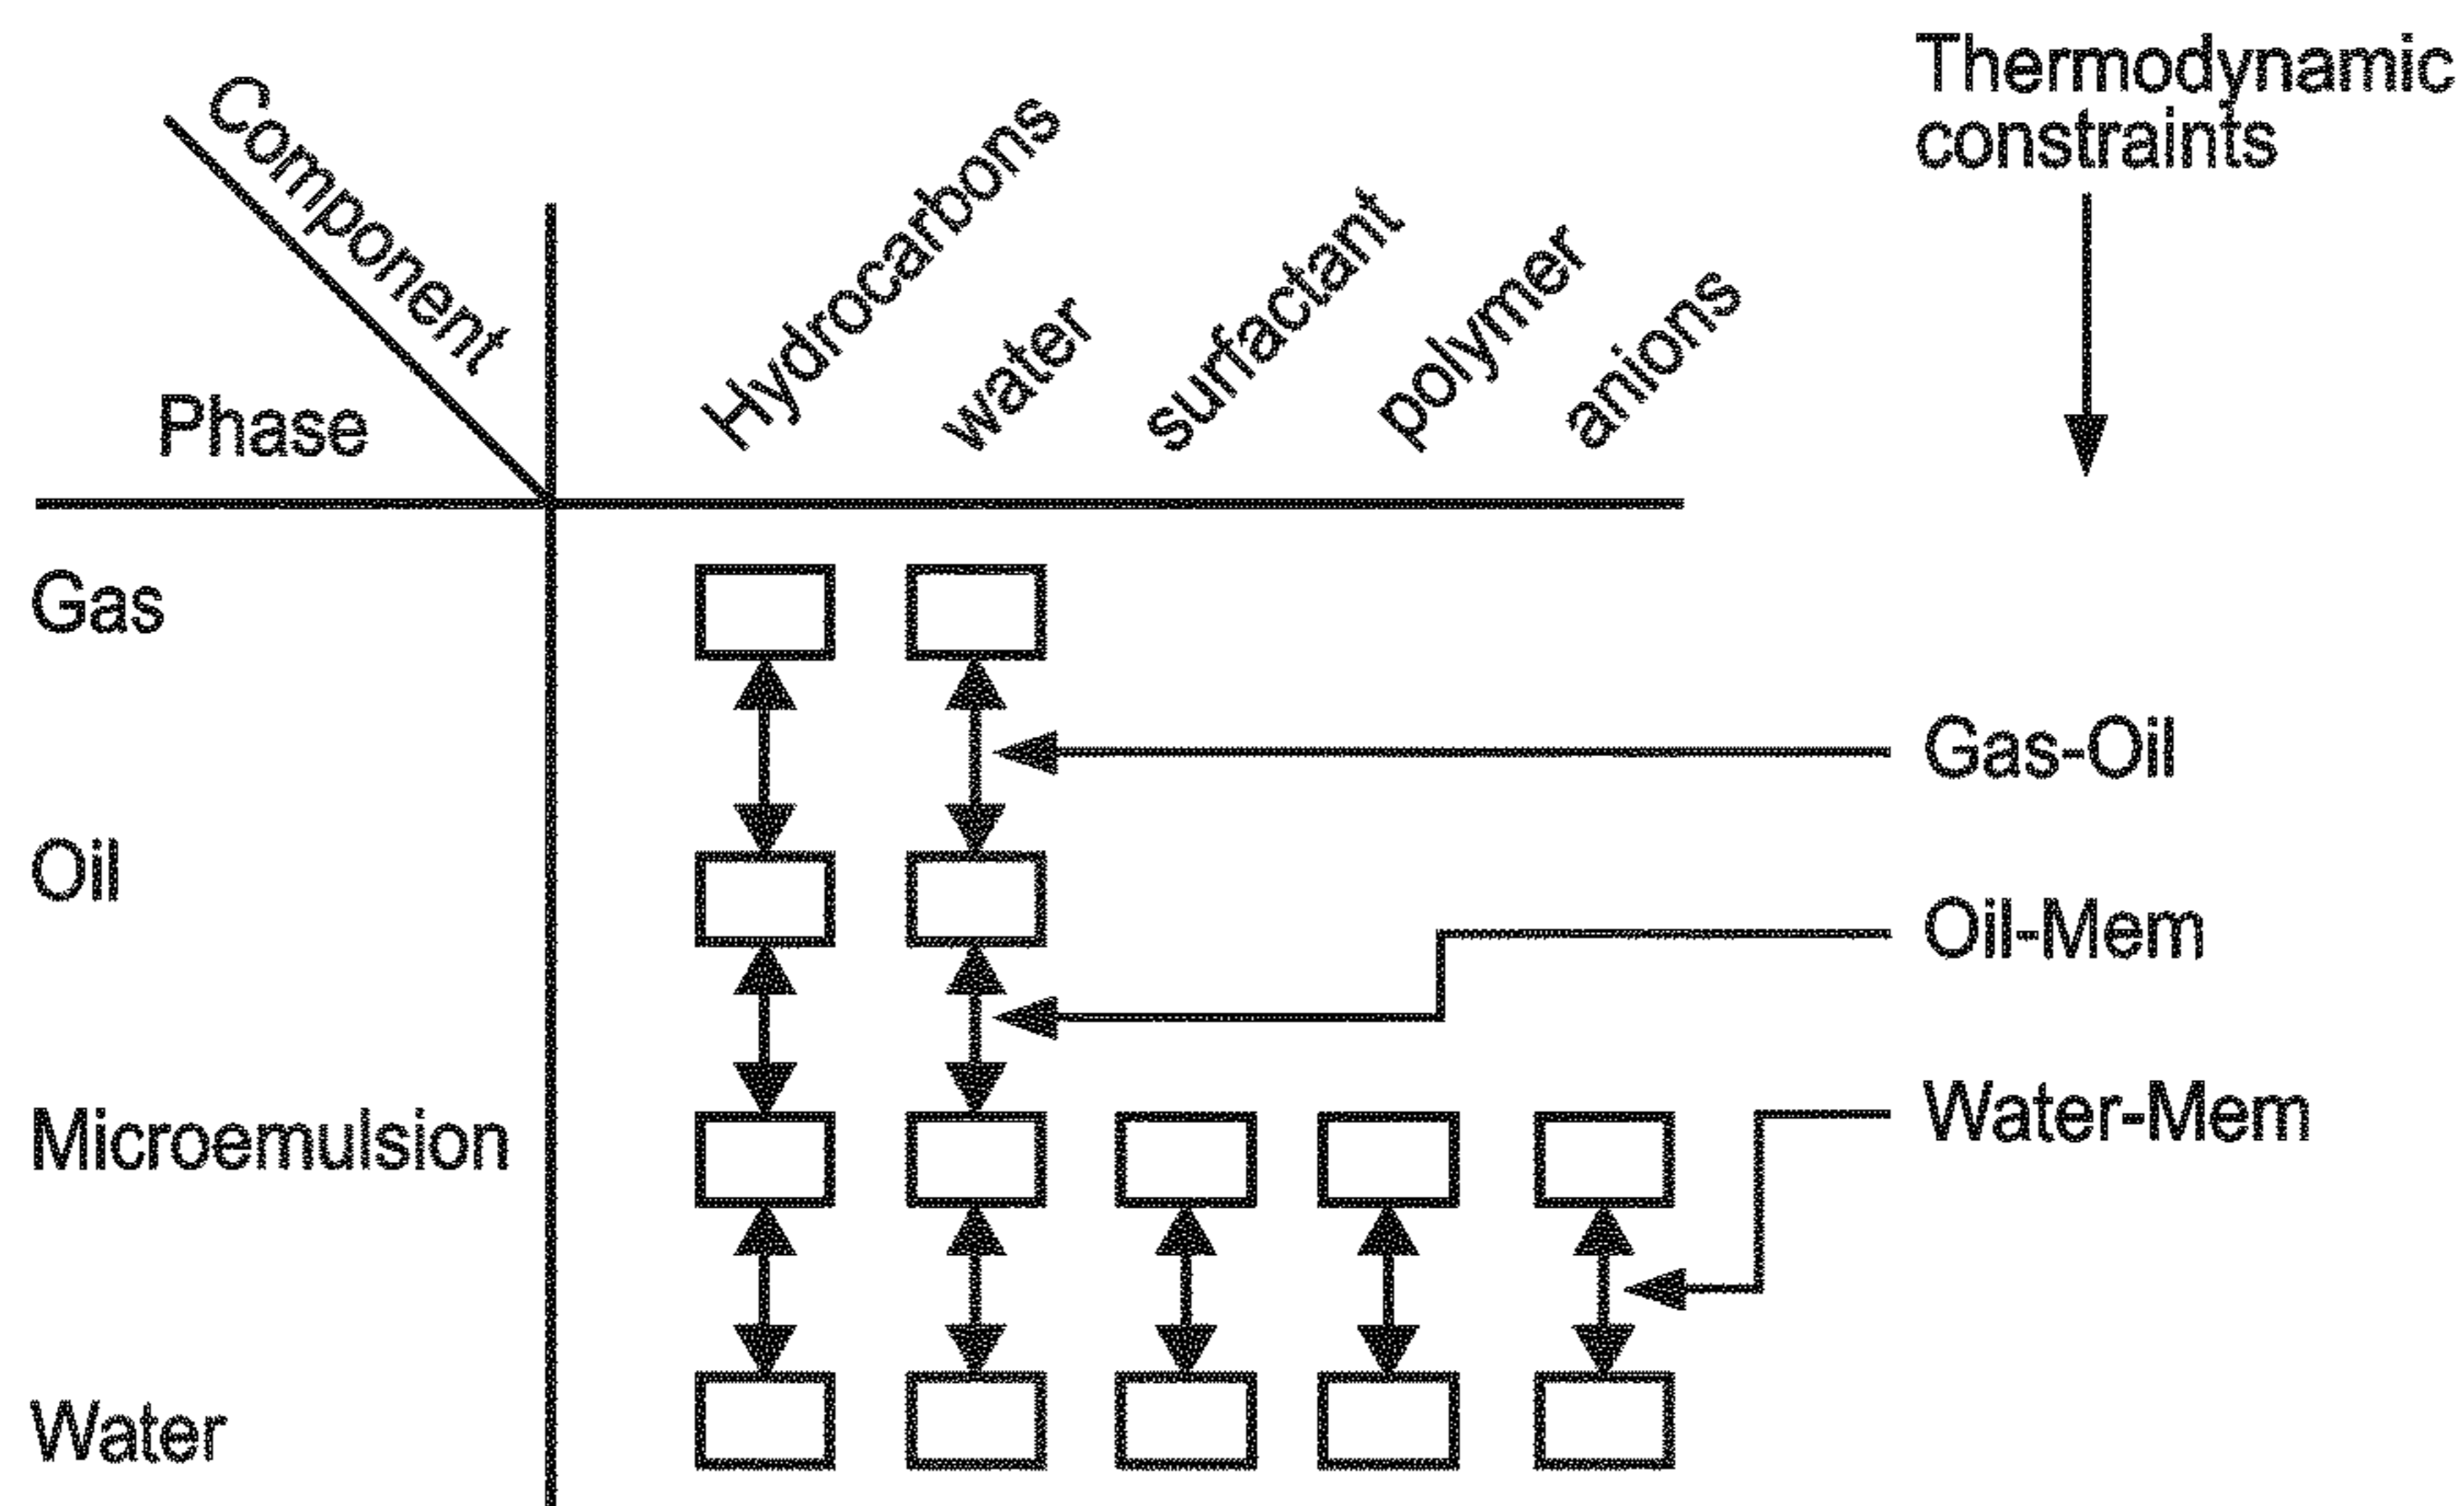 Thermodynamic
constraints
Component
Phase
Hydrocarbons
water
surfactant
polymer
anions
Gas
Gas-Oil
Oil
Oil-Mem
Microemulsion
Water-Mem
Water